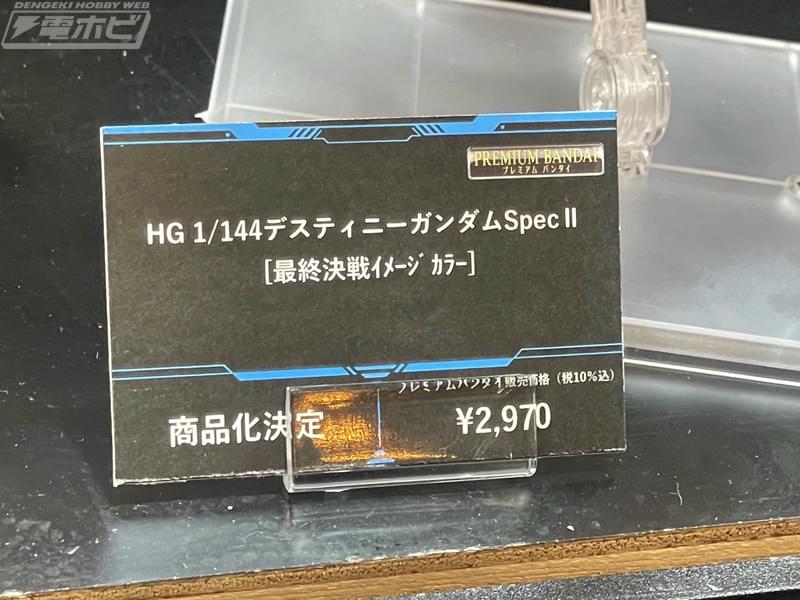 DENGEKI HOBBY WEB
電ホビ
PREMIUM BANDAI
プレミアム バンダイ
HG 1/144デスティニーガンダムSpecⅡ
[最終決戦ｲﾒｰｼﾞｶﾗｰ]
プレミアムバンダイ販売価格（税10%込）
商品化決定
¥2,970